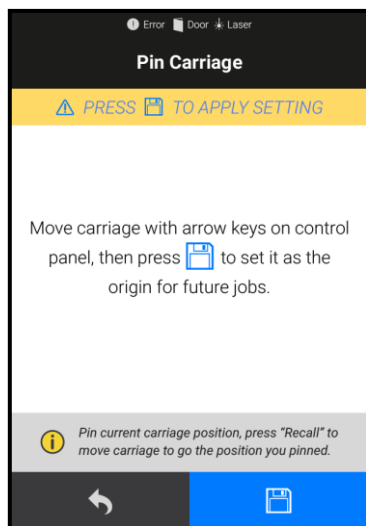 Error Door Laser
Pin Carriage
PRESS TO APPLY SETTING
Move carriage with arrow keys on control
panel, then press to set it as the
origin for future jobs.
Pin current carriage position, press “Recall” to
move carriage to go the position you pinned.